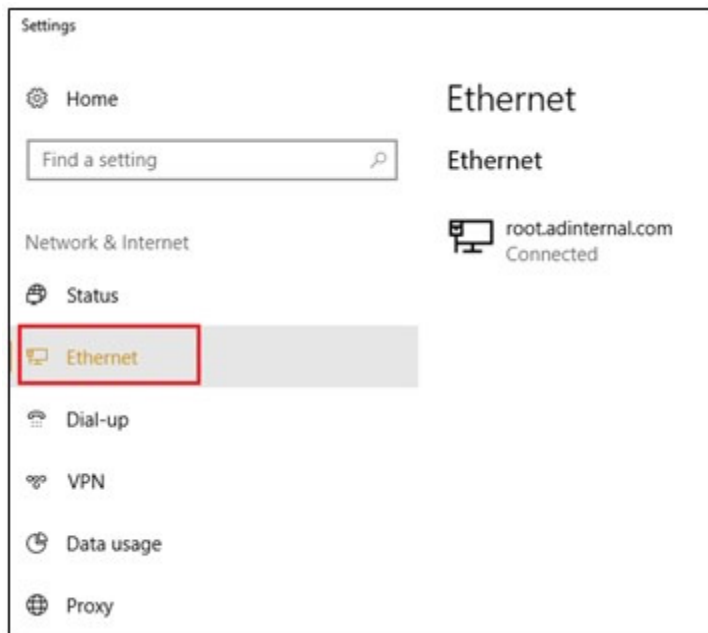 Settings
Home
Find a setting
Network & Internet
Status
Ethernet
Dial-up
VPN
Data usage
Proxy
Ethernet
Ethernet
root.adinternal.com
Connected